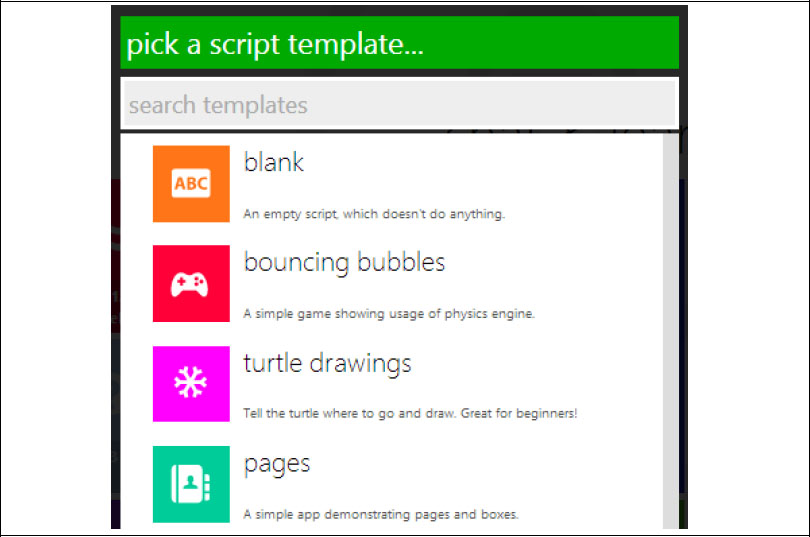 pick a script template...
search templates
ABC
blank
An empty script, which doesn't do anything.
bouncing bubbles
A simple game showing usage of physics engine.
turtle drawings
Tell the turtle where to go and draw. Great for beginners!
pages
A simple app demonstrating pages and boxes.